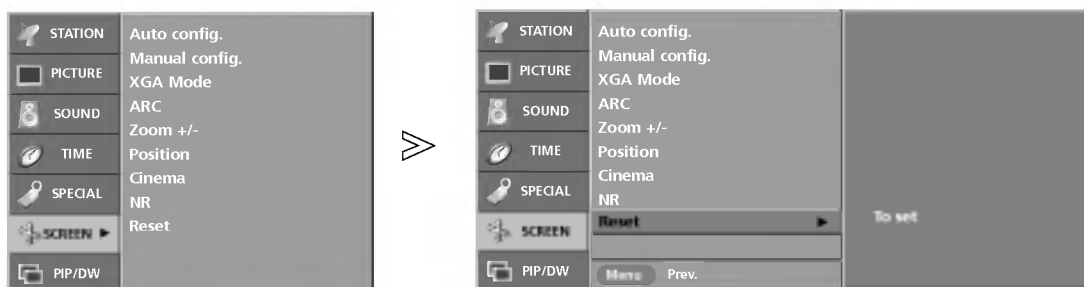 STATION
PICTURE
SOUND
TIME
SPECIAL
SCREEN
PIP/DW
Auto config.
Manual config.
XGA Mode
ARC
Zoom +/-
Position
Cinema
NR
Reset
STATION
PICTURE
SOUND
TIME
SPECIAL
SCREEN
PIP/DW
Auto config.
Manual config.
XGA Mode
ARC
Zoom +/-
Position
Cinema
NR
Reset
Menu Prev.
To set